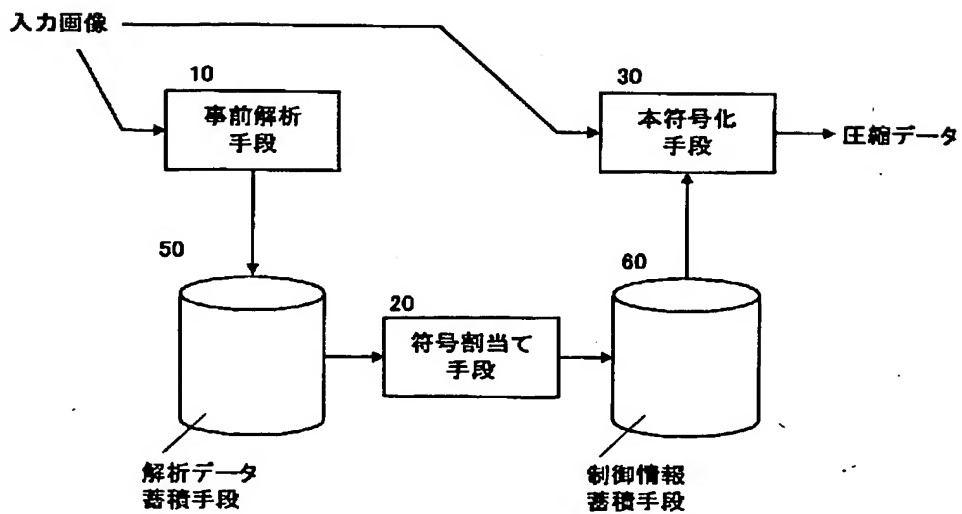 入力画像
10
事前解析
手段
30
本符号化
手段
圧縮データ
50
60
20
符号割当て
手段
解析データ
蓄積手段
制御情報
蓄積手段